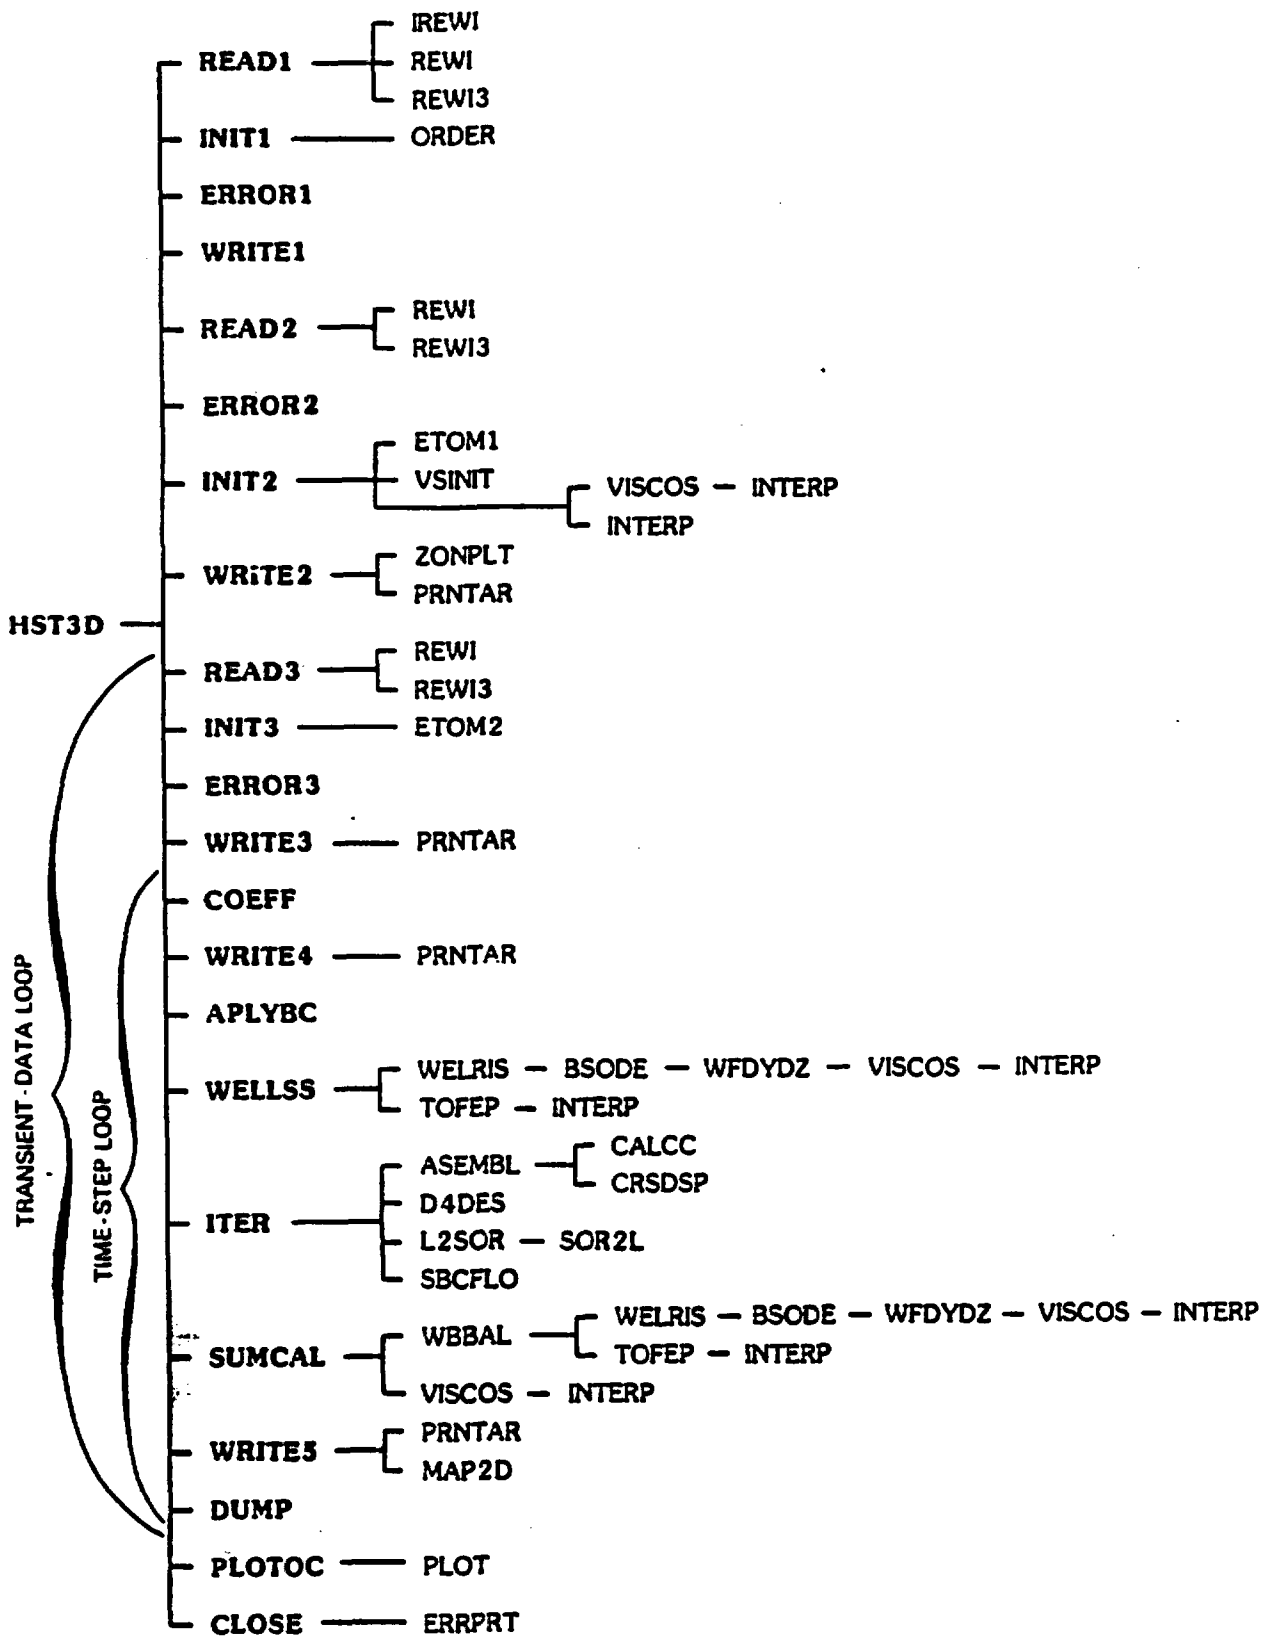 IREWI
READ1 — REWI
REWI3
INIT1 — ORDER
ERROR1
WRITE1
REWI
READ2
REWI3
ERROR2
ETOM1
INIT2 — VSINIT
VISCOS — INTERP
INTERP
ZONPLT
WRiTE2
PRNTAR
HST3D
REWI
READ3
REWI3
INIT3 — ETOM2
ERROR3
WRITE3 — PRNTAR
COEFF
WRITE4 — PRNTAR
APLYBC
WELRIS — BSODE — WFDYDZ — VISCOS — INTERP
WELLSS
TOFEP — INTERP
CALCC
ASEMBL
CRSDSP
D4DES
ITER
L2SOR — SOR2L
SBCFLO
WELRIS — BSODE — WFDYDZ — VISCOS — INTERP
WBBAL
TOFEP — INTERP
SUMCAL
VISCOS — INTERP
PRNTAR
WRITE5
MAP2D
DUMP
PLOTOC — PLOT
CLOSE — ERRPRT
TRANSIENT-DATA LOOP
TIME-STEP LOOP